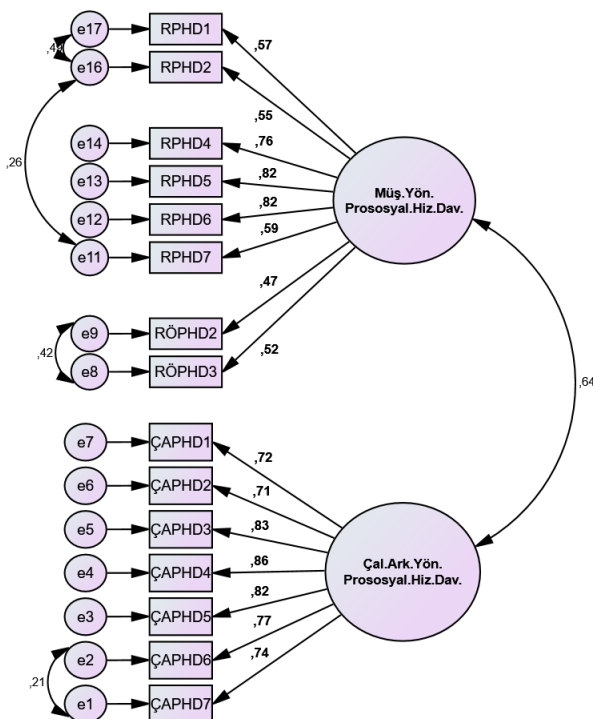 e17
RPHD1
,57
e16
RPHD2
,55
e14
RPHD4
,76
,26
e13
RPHD5
,82
e12
RPHD6
,82
e11
RPHD7
,59
Müş.Yön.
Prososyal.Hiz.Dav.
,47
e9
RÖPHD2
,42
e8
RÖPHD3
,52
,64
e7
ÇAPHD1
,72
e6
ÇAPHD2
,71
e5
ÇAPHD3
,83
e4
ÇAPHD4
,86
Çal.Ark.Yön.
Prososyal.Hiz.Dav.
e3
ÇAPHD5
,82
e2
ÇAPHD6
,77
,21
e1
ÇAPHD7
,74